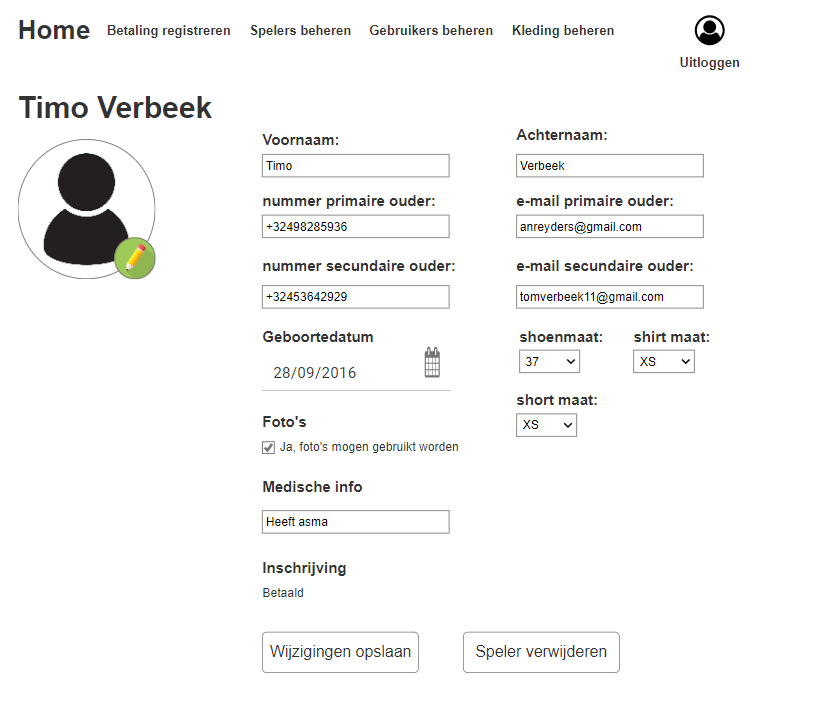 Home Betaling registreren Spelers beheren Gebruikers beheren Kleding beheren
Uitloggen
Timo Verbeek
Voornaam: Achternaam:
Timo Verbeek
nummer primaire ouder: e-mail primaire ouder:
+32498285936 anreyders@gmail.com
nummer secundaire ouder: e-mail secundaire ouder:
+32453642929 tomverbeek11@gmail.com
Geboortedatum shoenmaat: shirt maat:
28/09/2016 37 XS
short maat:
XS
Foto's
Ja, foto's mogen gebruikt worden
Medische info
Heeft asma
Inschrijving
Betaald
Wijzigingen opslaan Speler verwijderen